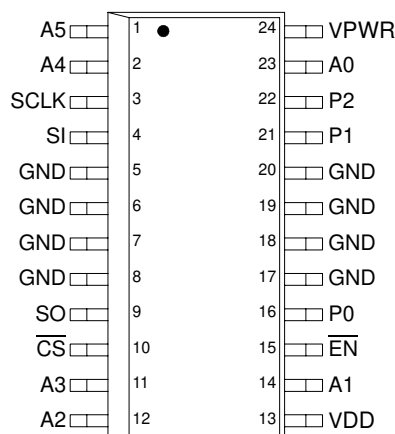 A5 1 24 VPWR
A4 2 23 A0
SCLK 3 22 P2
SI 4 21 P1
GND 5 20 GND
GND 6 19 GND
GND 7 18 GND
GND 8 17 GND
SO 9 16 P0
C̅S̅ 10 15 E̅N̅
A3 11 14 A1
A2 12 13 VDD